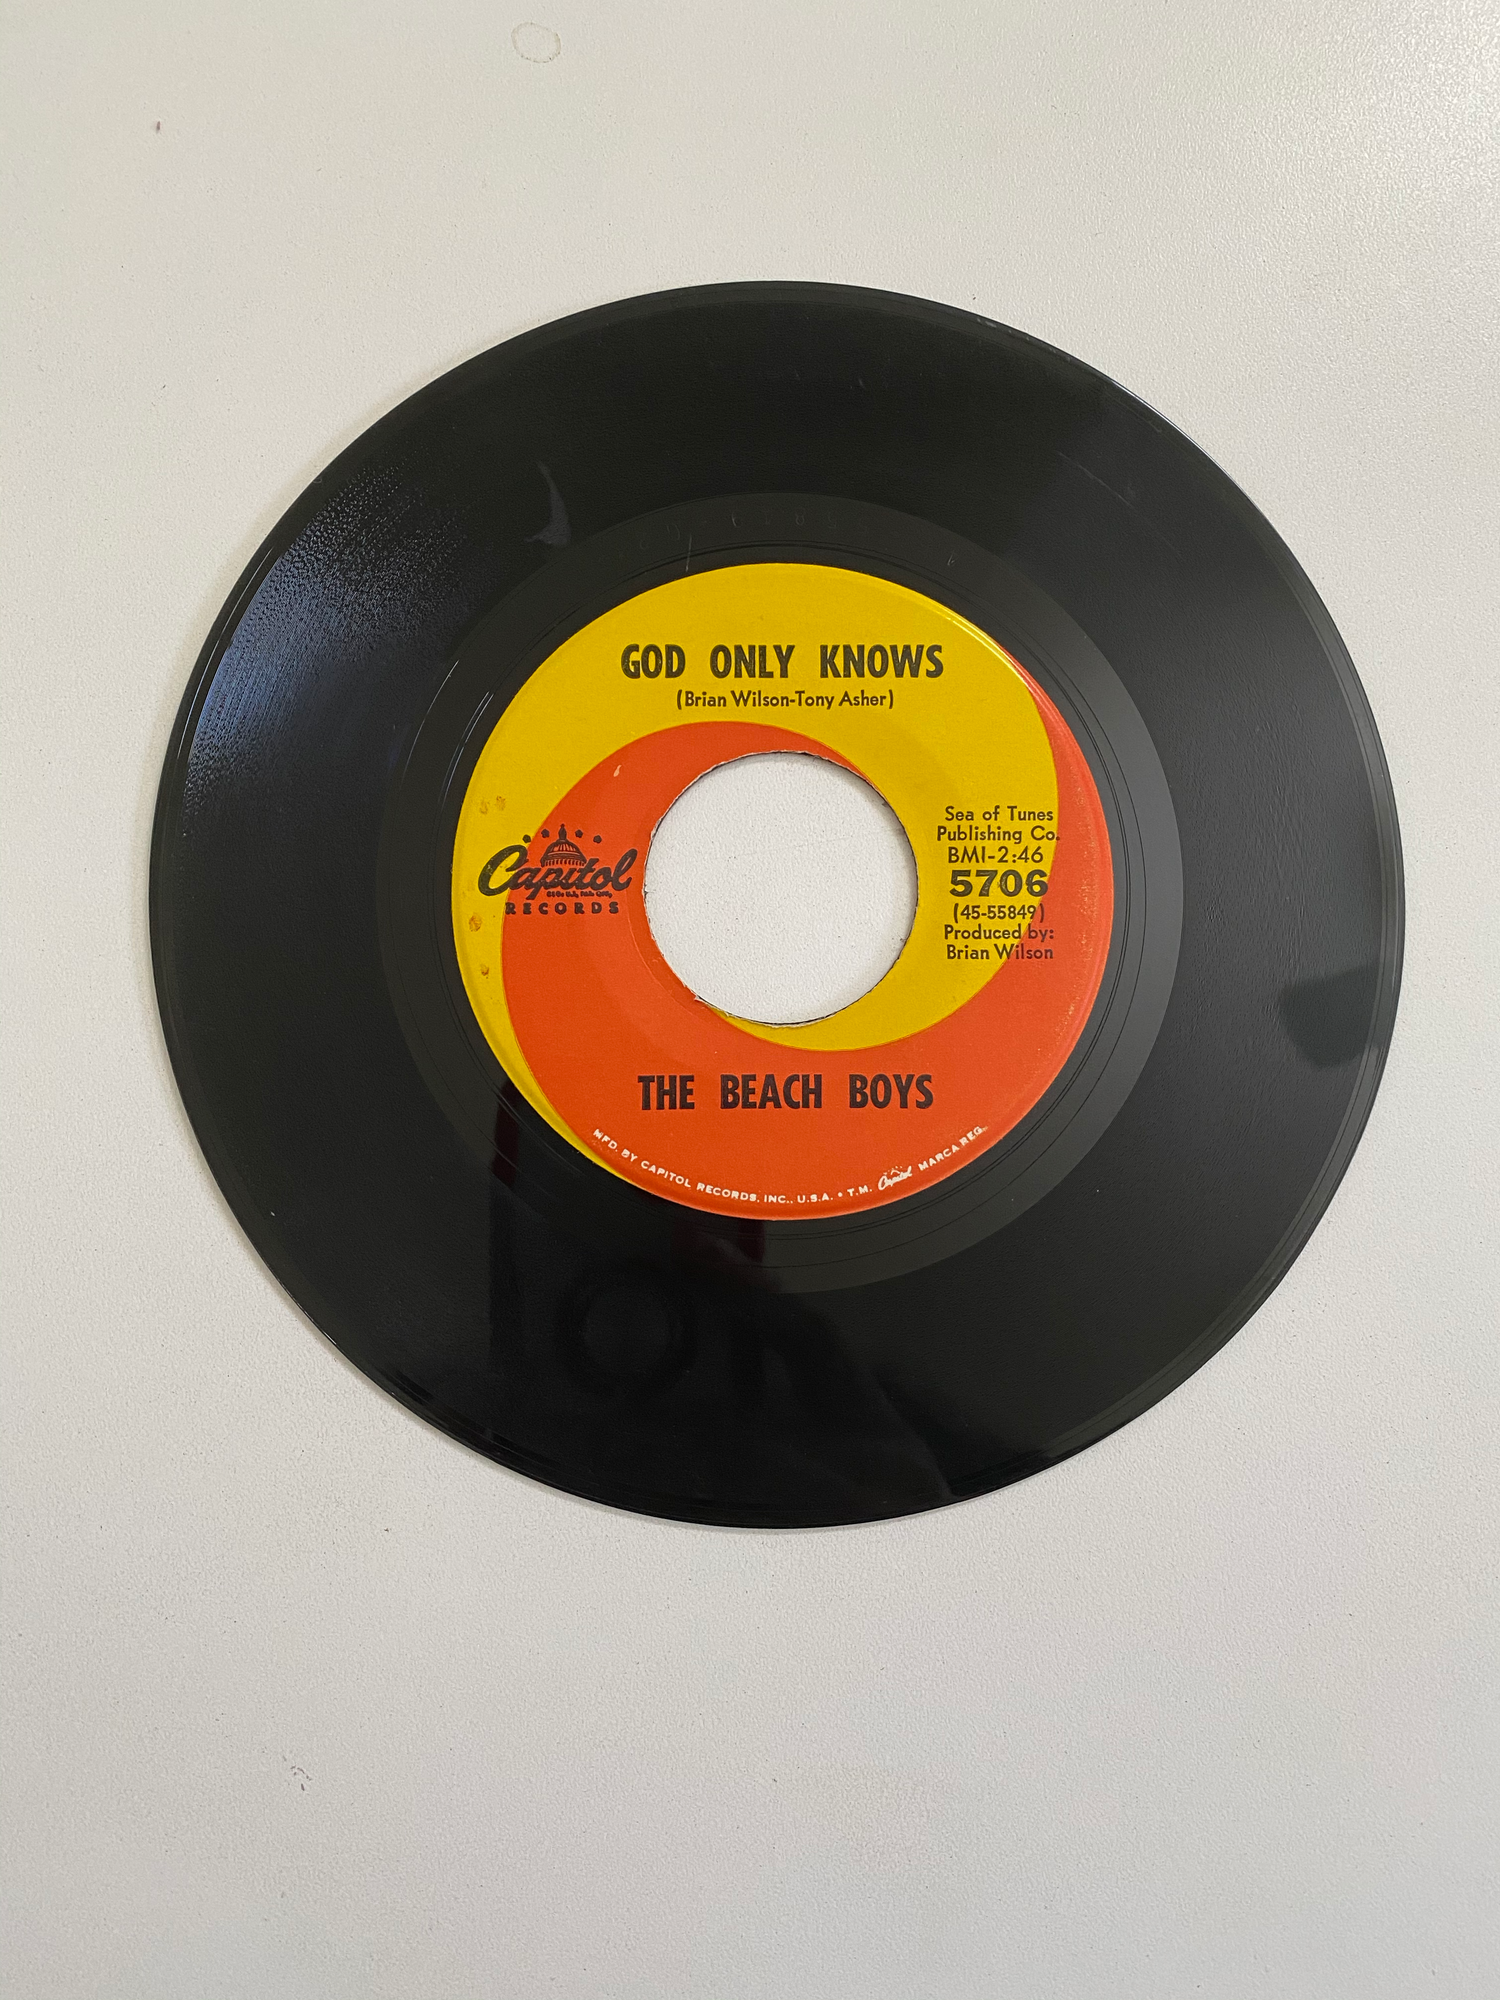 GOD ONLY KNOWS
(Brian Wilson-Tony Asher)
Capitol
RECORDS
Sea of Tunes
Publishing Co.
BMI-2:46
5706
(45-55849)
Produced by:
Brian Wilson
THE BEACH BOYS
MFD. BY CAPITOL RECORDS, INC., U.S.A. • T.M. Capitol MARCA REG.